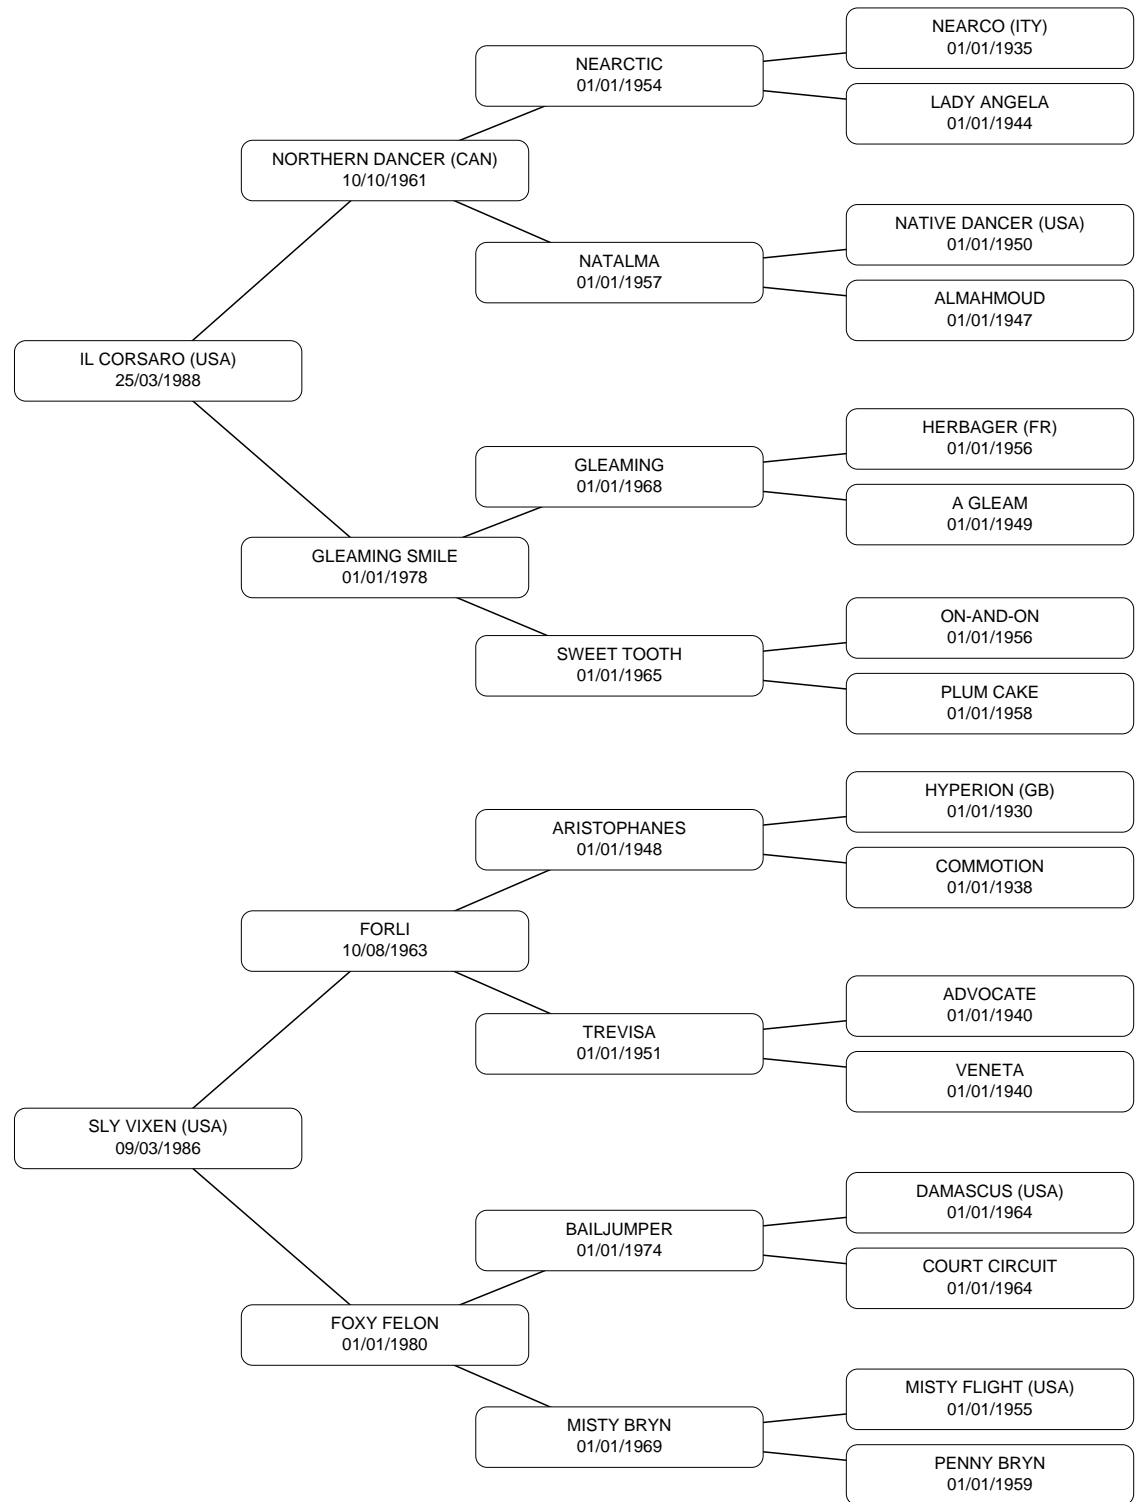 NEARCO (ITY)
01/01/1935
NEARCTIC
01/01/1954
LADY ANGELA
01/01/1944
NORTHERN DANCER (CAN)
10/10/1961
NATIVE DANCER (USA)
01/01/1950
NATALMA
01/01/1957
ALMAHMOUD
01/01/1947
IL CORSARO (USA)
25/03/1988
HERBAGER (FR)
01/01/1956
GLEAMING
01/01/1968
A GLEAM
01/01/1949
GLEAMING SMILE
01/01/1978
ON-AND-ON
01/01/1956
SWEET TOOTH
01/01/1965
PLUM CAKE
01/01/1958
HYPERION (GB)
01/01/1930
ARISTOPHANES
01/01/1948
COMMOTION
01/01/1938
FORLI
10/08/1963
ADVOCATE
01/01/1940
TREVISA
01/01/1951
VENETA
01/01/1940
SLY VIXEN (USA)
09/03/1986
DAMASCUS (USA)
01/01/1964
BAILJUMPER
01/01/1974
COURT CIRCUIT
01/01/1964
FOXY FELON
01/01/1980
MISTY FLIGHT (USA)
01/01/1955
MISTY BRYN
01/01/1969
PENNY BRYN
01/01/1959